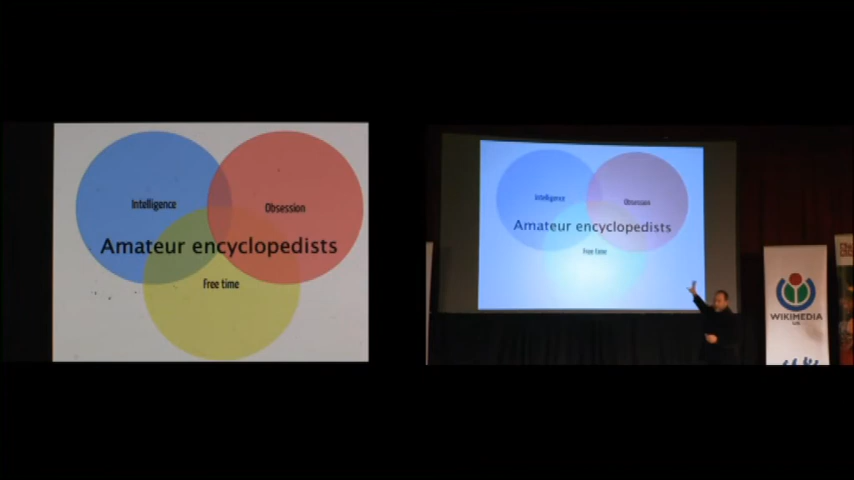 Intelligence
Obsession
Amateur encyclopedists
Free time
Intelligence
Obsession
Amateur encyclopedists
Free time
WIKIMEDIA